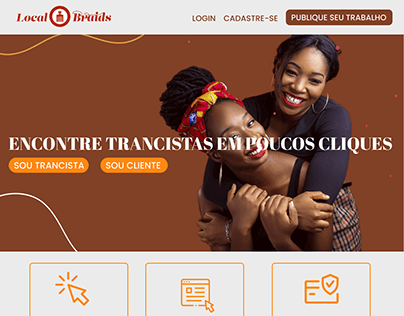 Local Braids
LOGIN CADASTRE-SE PUBLIQUE SEU TRABALHO
ENCONTRE TRANCISTAS EM POUCOS CLIQUES
SOU TRANCISTA SOU CLIENTE